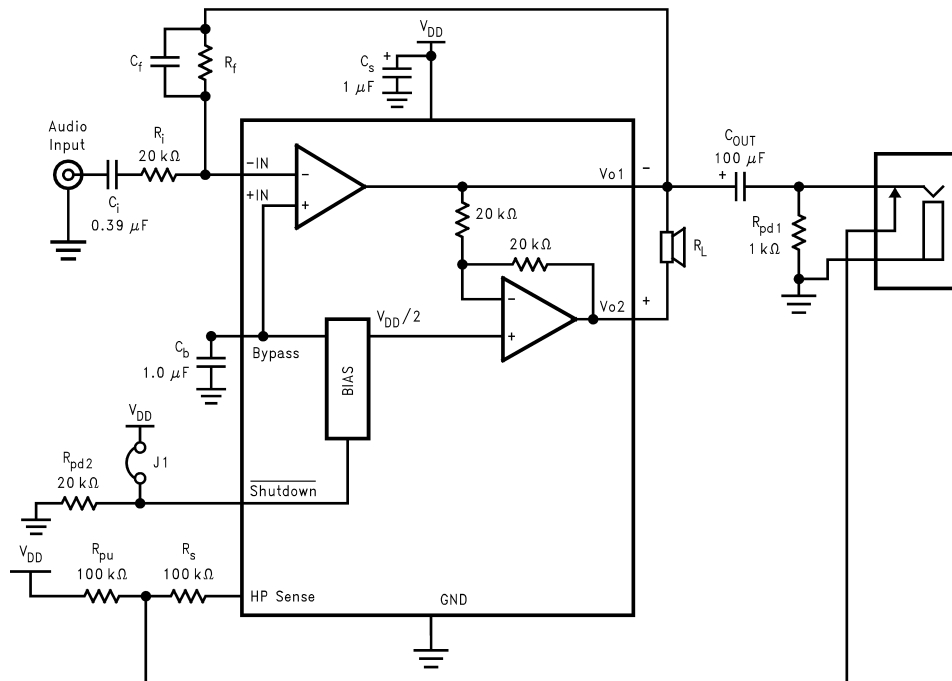 V_DD
C_f
R_f
C_s
+
1 μF
Audio
Input
R_i
20 kΩ
C_i
0.39 μF
-IN
+IN
-
+
Vo1
-
C_OUT
100 μF
+
20 kΩ
20 kΩ
R_L
R_pd1
1 kΩ
-
+
Vo2
+
V_DD/2
C_b
1.0 μF
Bypass
BIAS
V_DD
J1
R_pd2
20 kΩ
Shutdown
V_DD
R_pu
100 kΩ
R_s
100 kΩ
HP Sense
GND